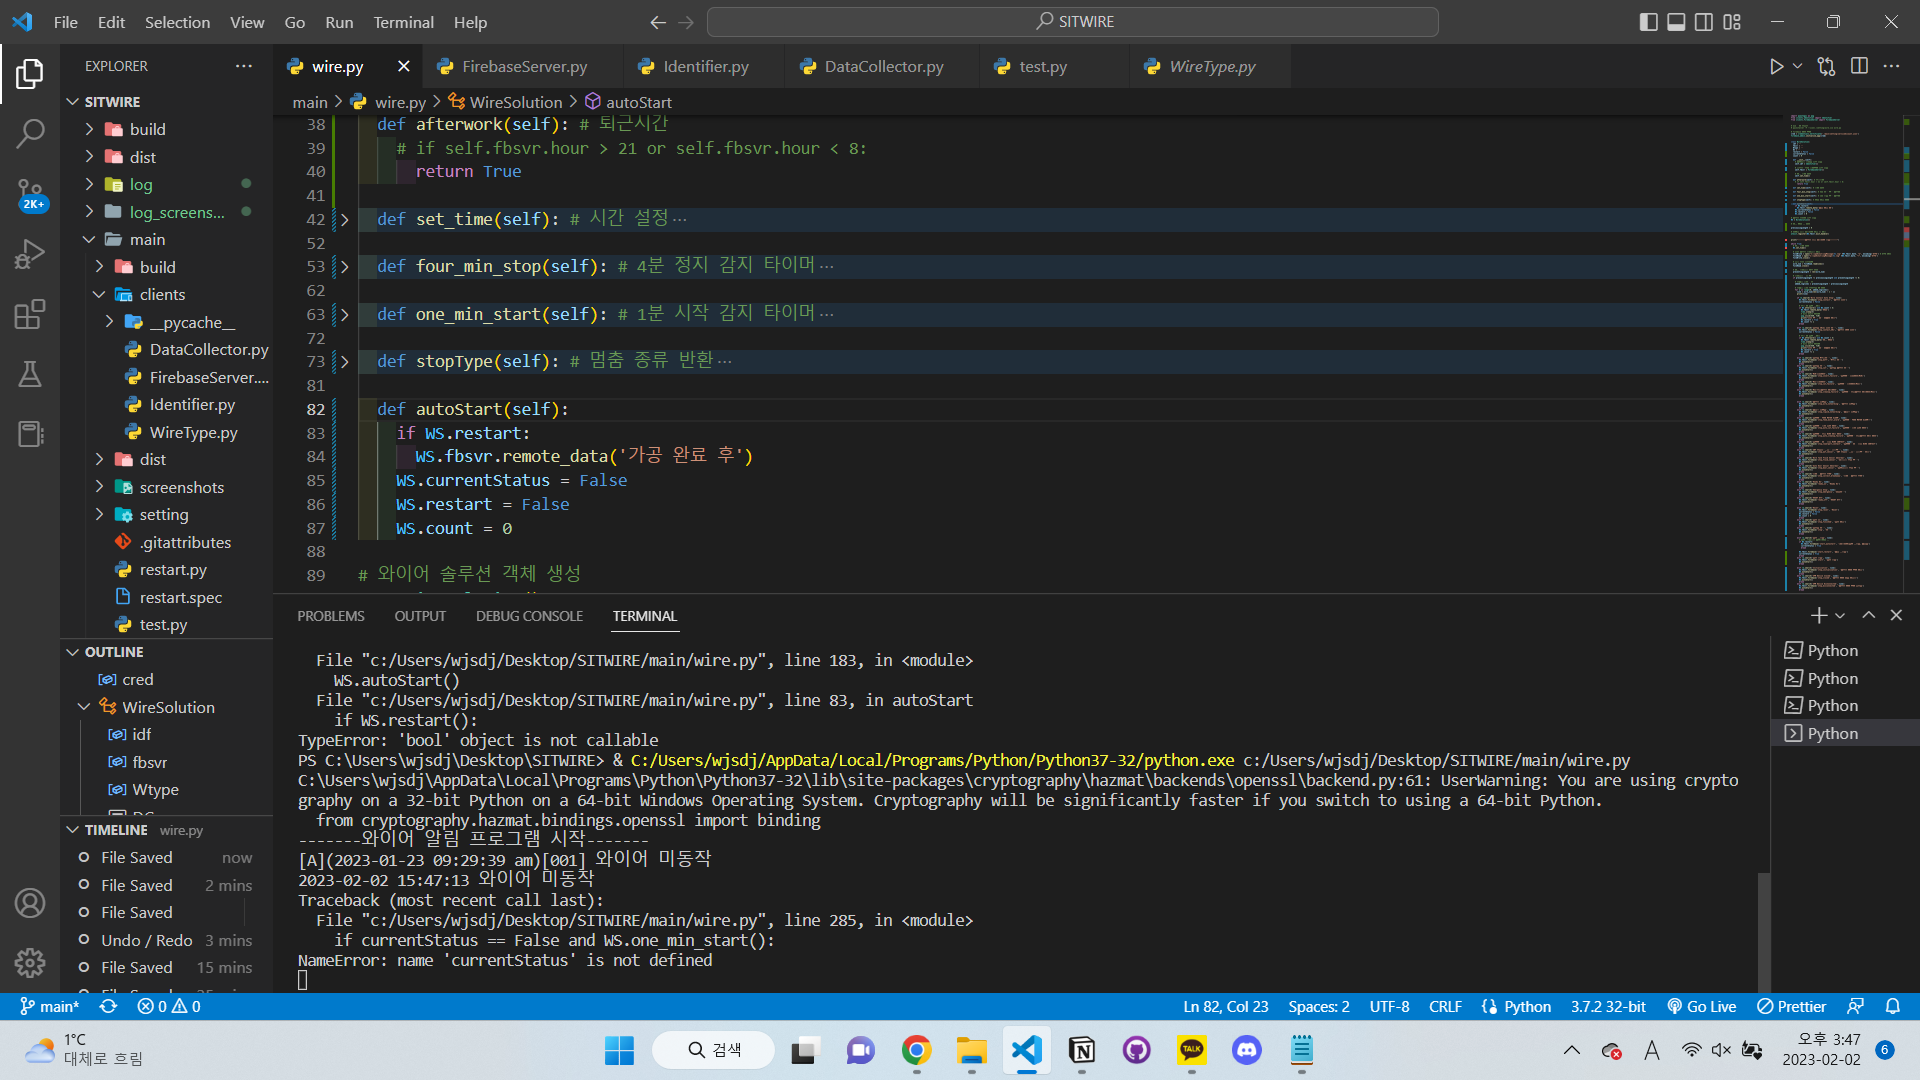 File Edit Selection View Go Run Terminal Help
SITWIRE
EXPLORER
wire.py
FirebaseServer.py
Identifier.py
DataCollector.py
test.py
WireType.py
main > wire.py > WireSolution > autoStart
SITWIRE
build
dist
log
log_screens...
main
build
clients
__pycache__
DataCollector.py
FirebaseServer....
Identifier.py
WireType.py
dist
screenshots
setting
.gitattributes
restart.py
restart.spec
test.py
2K+
OUTLINE
cred
WireSolution
idf
fbsvr
Wtype
TIMELINE wire.py
File Saved now
File Saved 2 mins
File Saved
Undo / Redo 3 mins
File Saved 15 mins
38 def afterwork(self): # 퇴근시간
39 # if self.fbsvr.hour > 21 or self.fbsvr.hour < 8:
40 return True
41
42 def set_time(self): # 시간 설정…
52
53 def four_min_stop(self): # 4분 정지 감지 타이머…
62
63 def one_min_start(self): # 1분 시작 감지 타이머…
72
73 def stopType(self): # 멈춤 종류 반환…
81
82 def autoStart(self):
83 if WS.restart:
84 WS.fbsvr.remote_data('가공 완료 후')
85 WS.currentStatus = False
86 WS.restart = False
87 WS.count = 0
88
89 # 와이어 솔루션 객체 생성
PROBLEMS OUTPUT DEBUG CONSOLE TERMINAL
File "c:/Users/wjsdj/Desktop/SITWIRE/main/wire.py", line 183, in <module>
WS.autoStart()
File "c:/Users/wjsdj/Desktop/SITWIRE/main/wire.py", line 83, in autoStart
if WS.restart():
TypeError: 'bool' object is not callable
PS C:\Users\wjsdj\Desktop\SITWIRE> & C:/Users/wjsdj/AppData/Local/Programs/Python/Python37-32/python.exe c:/Users/wjsdj/Desktop/SITWIRE/main/wire.py
C:\Users\wjsdj\AppData\Local\Programs\Python\Python37-32\lib\site-packages\cryptography\hazmat\backends\openssl\backend.py:61: UserWarning: You are using crypto
graphy on a 32-bit Python on a 64-bit Windows Operating System. Cryptography will be significantly faster if you switch to using a 64-bit Python.
from cryptography.hazmat.bindings.openssl import binding
-------와이어 알림 프로그램 시작-------
[A](2023-01-23 09:29:39 am)[001] 와이어 미동작
2023-02-02 15:47:13 와이어 미동작
Traceback (most recent call last):
File "c:/Users/wjsdj/Desktop/SITWIRE/main/wire.py", line 285, in <module>
if currentStatus == False and WS.one_min_start():
NameError: name 'currentStatus' is not defined
Python
Python
Python
Python
main* 0 0
Ln 82, Col 23 Spaces: 2 UTF-8 CRLF Python 3.7.2 32-bit Go Live Prettier
1°C
대체로 흐림
검색
TALK
A
오후 3:47
2023-02-02
6